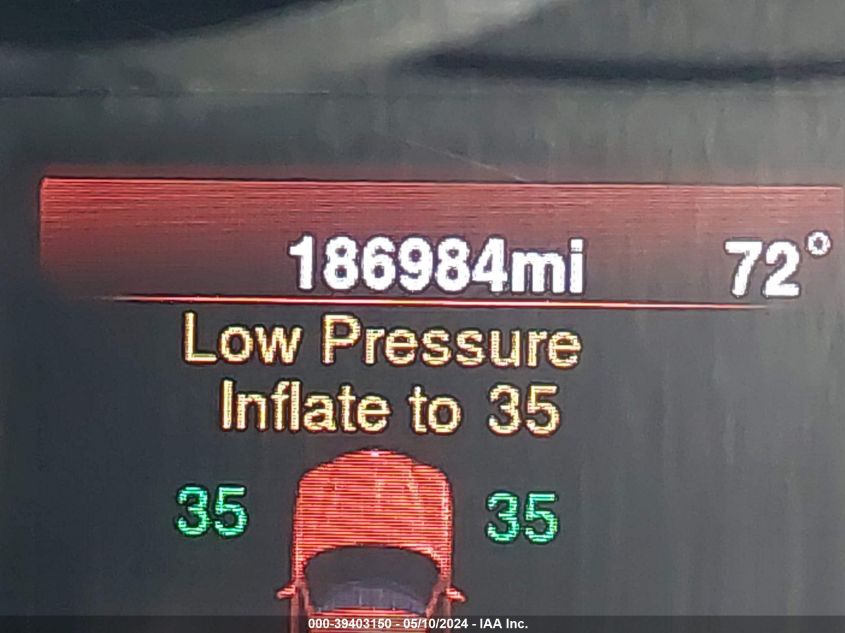 186984mi 72°
Low Pressure
Inflate to 35
35 35
000-39403150 - 05/10/2024 - IAA Inc.